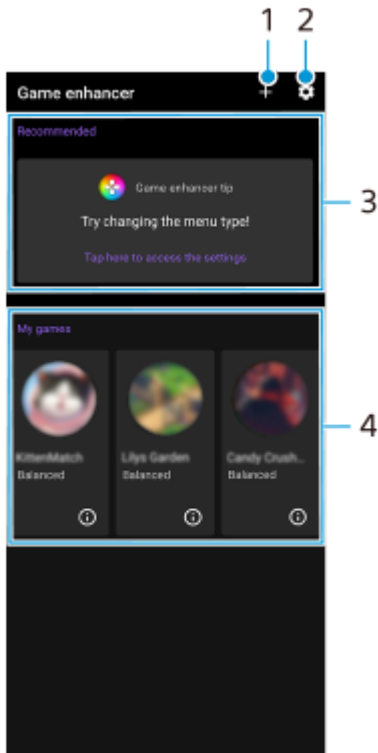 1 2
Game enhancer
Recommended
Game enhancer tip
Try changing the menu type!
Tap here to access the settings
3
My games
KittenMatch Lilys Garden Candy Crush...
Balanced Balanced Balanced
4